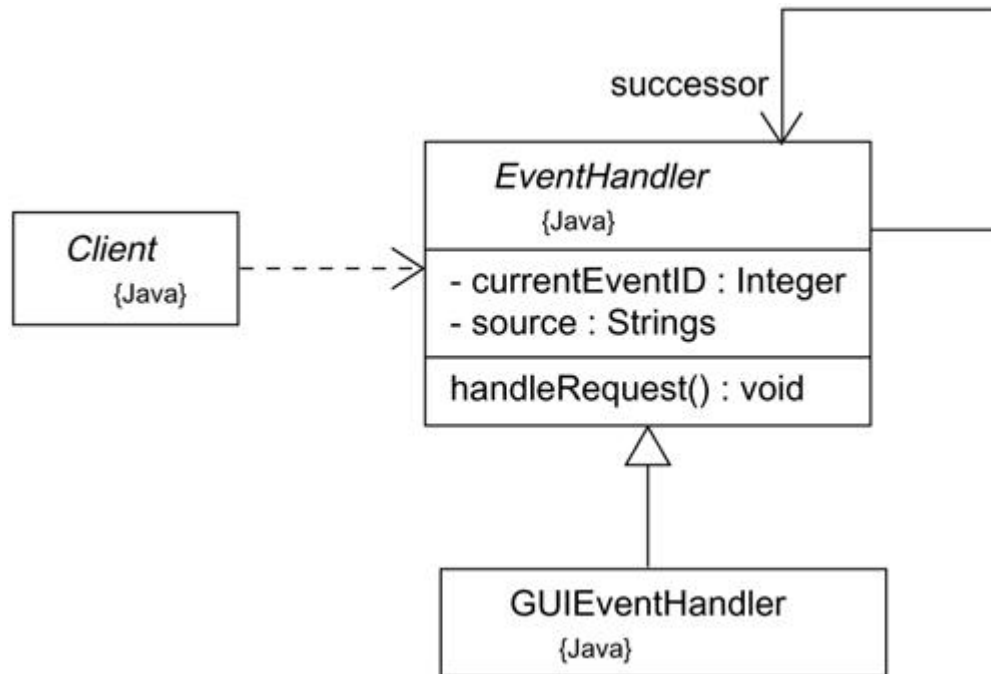 successor
EventHandler
{Java}
Client
{Java}
- currentEventID : Integer
- source : Strings
handleRequest() : void
GUIEventHandler
{Java}